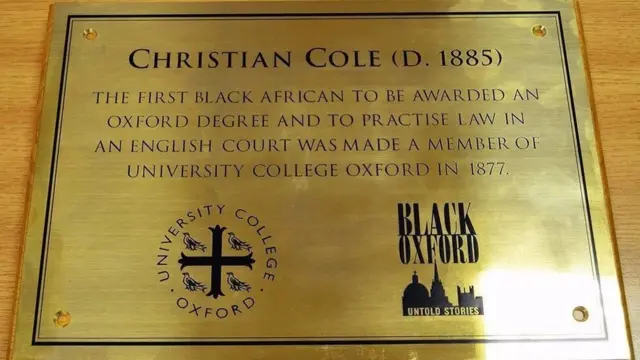 CHRISTIAN COLE (D. 1885)
THE FIRST BLACK AFRICAN TO BE AWARDED AN
OXFORD DEGREE AND TO PRACTISE LAW IN
AN ENGLISH COURT WAS MADE A MEMBER OF
UNIVERSITY COLLEGE OXFORD IN 1877.
UNIVERSITY COLLEGE
· OXFORD ·
BLACK
OXFORD
UNTOLD STORIES